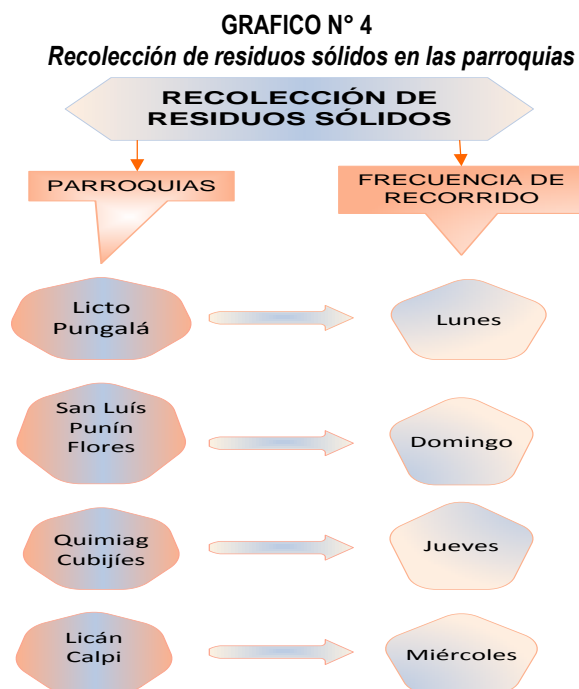 GRAFICO N° 4
Recolección de residuos sólidos en las parroquias
RECOLECCIÓN DE
RESIDUOS SÓLIDOS
PARROQUIAS
FRECUENCIA DE
RECORRIDO
Licto
Pungalá
Lunes
San Luís
Punín
Flores
Domingo
Quimiag
Cubijíes
Jueves
Licán
Calpi
Miércoles